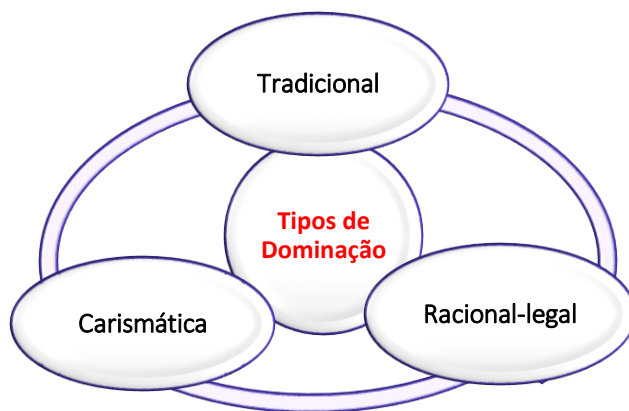 Tradicional
Tipos de
Dominação
Carismática
Racional-legal